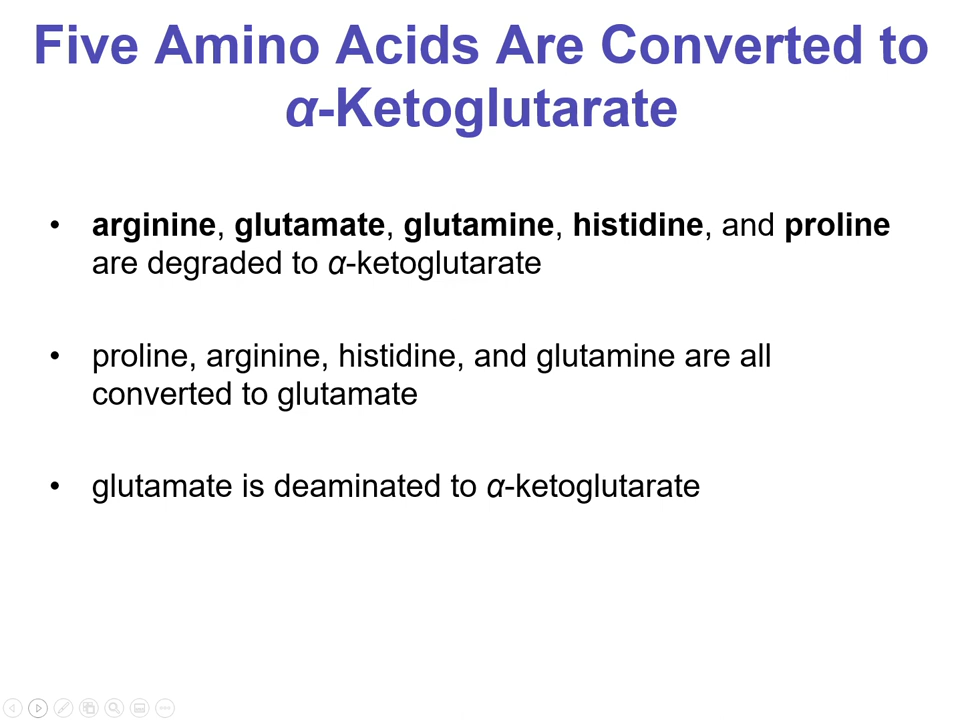 Five Amino Acids Are Converted to
α-Ketoglutarate
• arginine, glutamate, glutamine, histidine, and proline
are degraded to α-ketoglutarate
• proline, arginine, histidine, and glutamine are all
converted to glutamate
• glutamate is deaminated to α-ketoglutarate